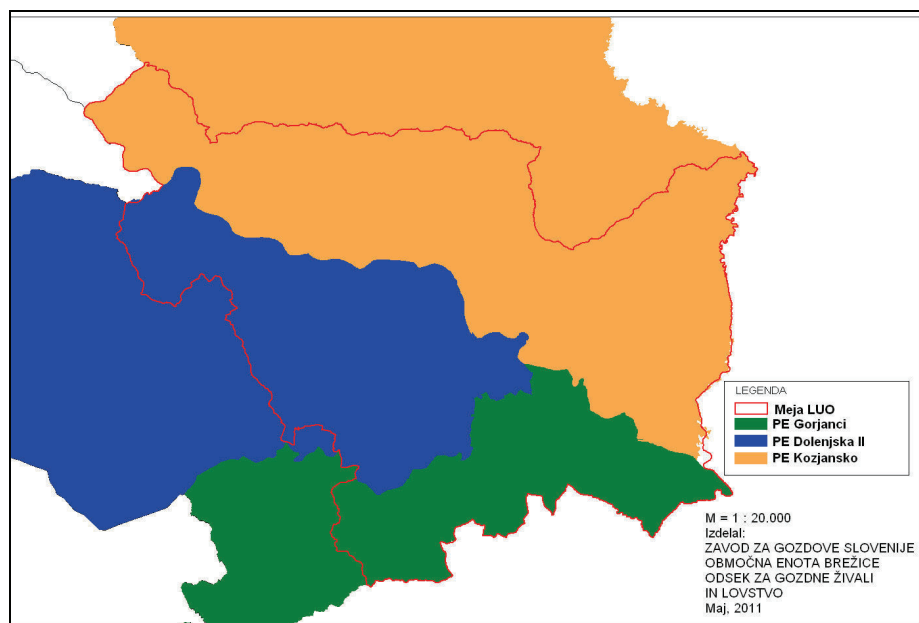 LEGENDA
Meja LUO
PE Gorjanci
PE Dolenjska II
PE Kozjansko
M = 1 : 20.000
Izdelal:
ZAVOD ZA GOZDOVE SLOVENIJE
OBMOČNA ENOTA BREŽICE
ODSEK ZA GOZDNE ŽIVALI
IN LOVSTVO
Maj, 2011